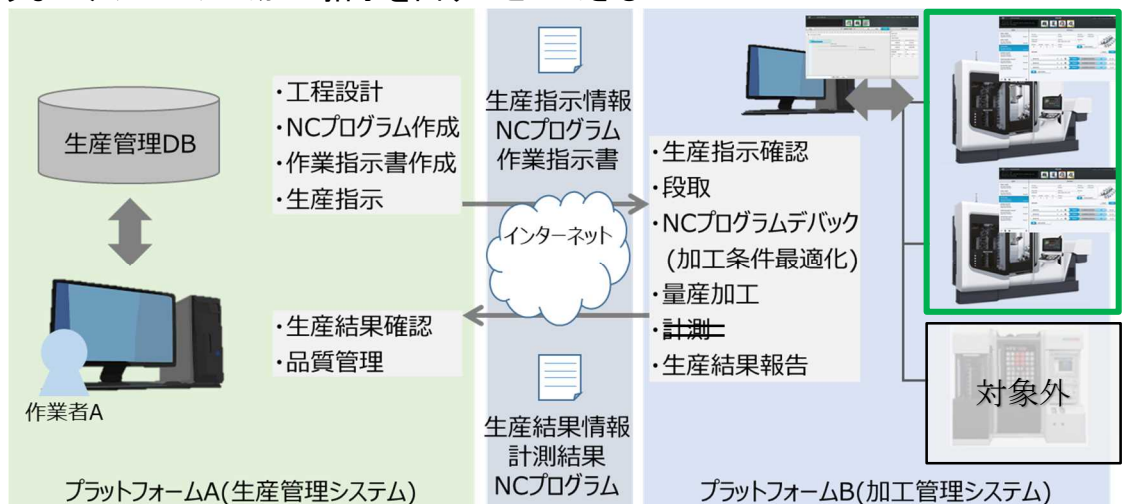 生産管理DB
作業者A
・工程設計
・NCプログラム作成
・作業指示書作成
・生産指示
・生産結果確認
・品質管理
プラットフォームA(生産管理システム)
生産指示情報
NCプログラム
作業指示書
インターネット
生産結果情報
計測結果
NCプログラム
・生産指示確認
・段取
・NCプログラムデバック
(加工条件最適化)
・量産加工
・計測
・生産結果報告
対象外
プラットフォームB(加工管理システム)